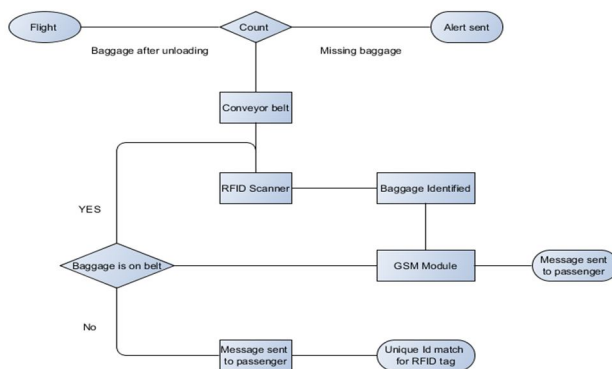 Flight
Count
Alert sent
Baggage after unloading
Missing baggage
Conveyor belt
RFID Scanner
Baggage Identified
YES
Baggage is on belt
GSM Module
Message sent
to passenger
No
Message sent
to passenger
Unique Id match
for RFID tag